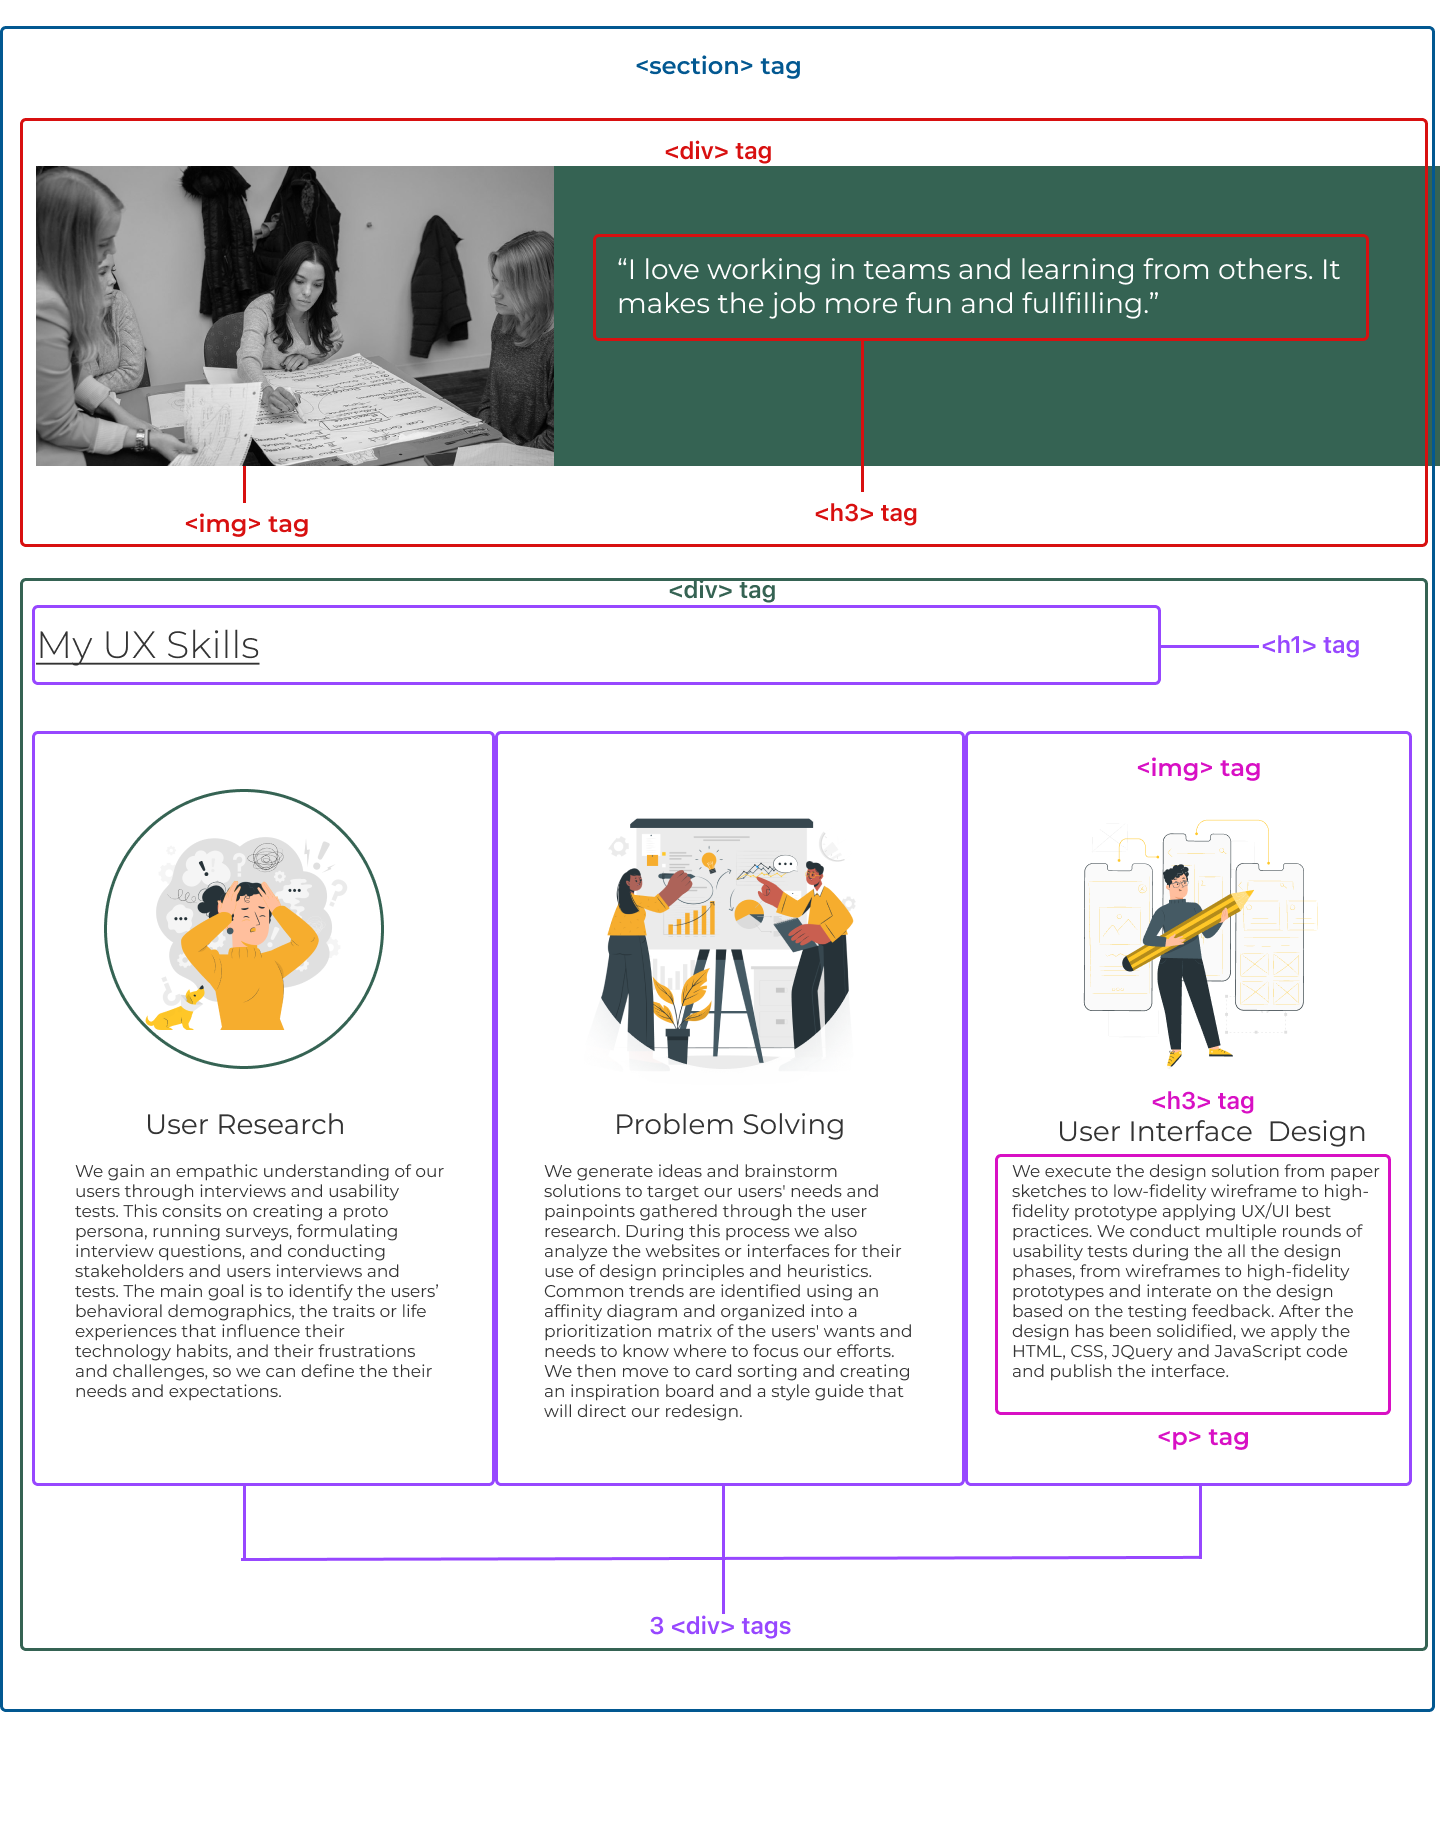 <section> tag
<div> tag
“I love working in teams and learning from others. It
makes the job more fun and fullfilling.”
<img> tag
<h3> tag
<div> tag
My UX Skills
<h1> tag
<img> tag
User Research
We gain an empathic understanding of our
users through interviews and usability
tests. This consits on creating a proto
persona, running surveys, formulating
interview questions, and conducting
stakeholders and users interviews and
tests. The main goal is to identify the users’
behavioral demographics, the traits or life
experiences that influence their
technology habits, and their frustrations
and challenges, so we can define the their
needs and expectations.
Problem Solving
We generate ideas and brainstorm
solutions to target our users' needs and
painpoints gathered through the user
research. During this process we also
analyze the websites or interfaces for their
use of design principles and heuristics.
Common trends are identified using an
affinity diagram and organized into a
prioritization matrix of the users' wants and
needs to know where to focus our efforts.
We then move to card sorting and creating
an inspiration board and a style guide that
will direct our redesign.
<h3> tag
User Interface  Design
We execute the design solution from paper
sketches to low-fidelity wireframe to high-
fidelity prototype applying UX/UI best
practices. We conduct multiple rounds of
usability tests during the all the design
phases, from wireframes to high-fidelity
prototypes and interate on the design
based on the testing feedback. After the
design has been solidified, we apply the
HTML, CSS, JQuery and JavaScript code
and publish the interface.
<p> tag
3 <div> tags